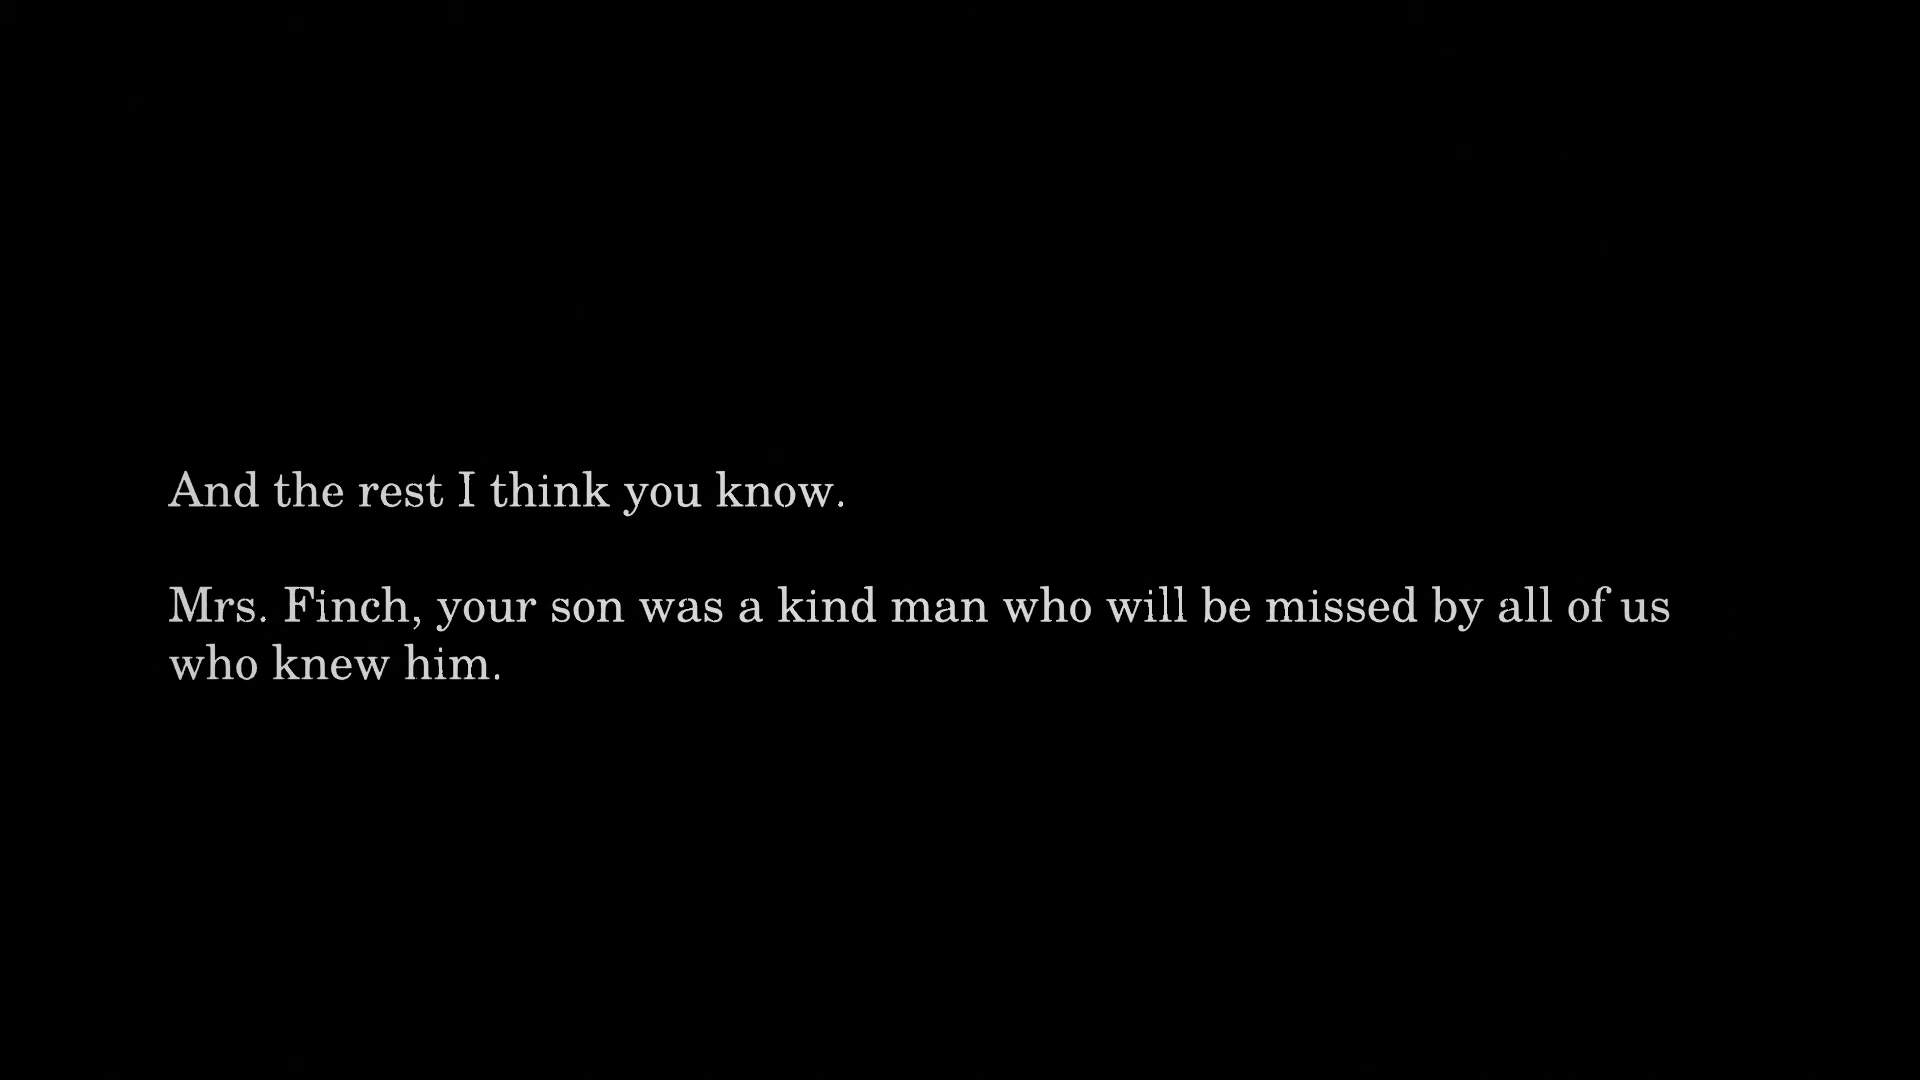 And the rest I think you know.
Mrs. Finch, your son was a kind man who will be missed by all of us
who knew him.